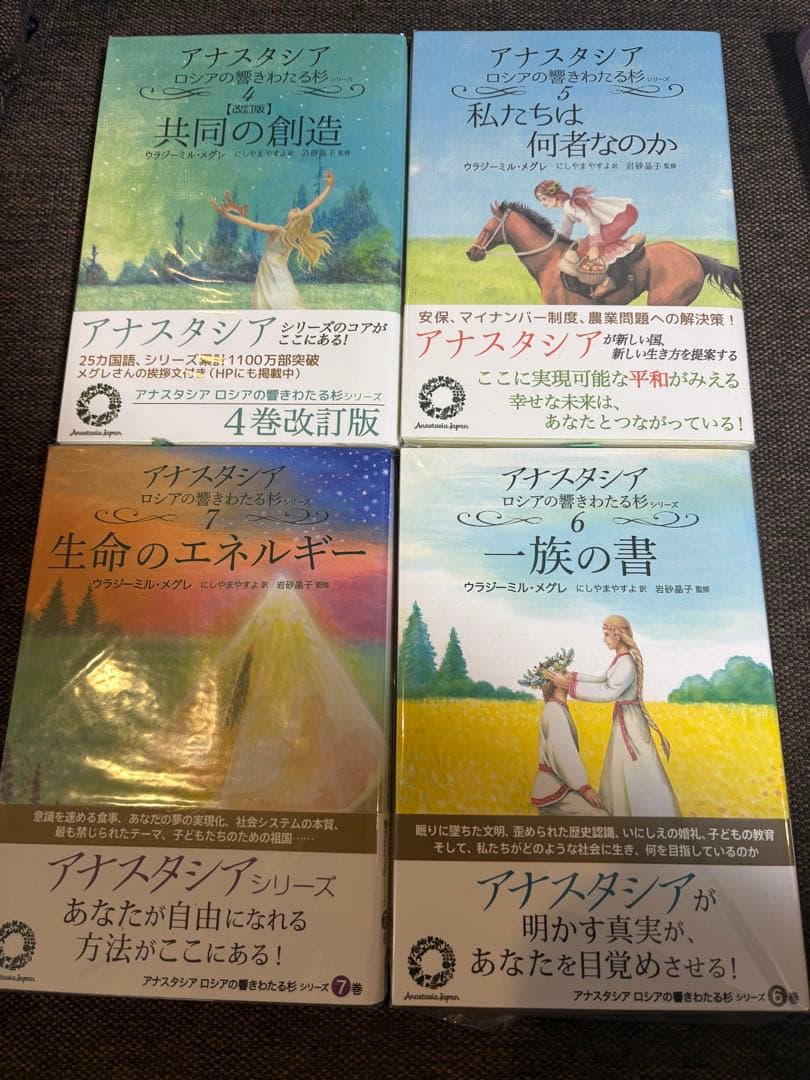 アナスタシア
ロシアの響きわたる杉 シリーズ
4
【改訂版】
共同の創造
ウラジーミル・メグレ にしやまやすよ 訳 岩砂晶子 監修
アナスタシア シリーズのコアが
ここにある!
25カ国語、シリーズ累計1100万部突破
メグレさんの挨拶文付き(HPにも掲載中)
アナスタシア ロシアの響きわたる杉 シリーズ
4巻改訂版
Anastasia Japan
アナスタシア
ロシアの響きわたる杉 シリーズ
5
私たちは
何者なのか
ウラジーミル・メグレ にしやまやすよ 訳 岩砂晶子 監修
安保、マイナンバー制度、農業問題への解決策!
アナスタシアが新しい国、
新しい生き方を提案する
ここに実現可能な平和がみえる
幸せな未来は、
あなたとつながっている!
Anastasia Japan
アナスタシア
ロシアの響きわたる杉 シリーズ
7
生命のエネルギー
ウラジーミル・メグレ にしやまやすよ 訳 岩砂晶子 監修
意識を速める食事、あなたの夢の実現化、社会システムの本質、
最も禁じられたテーマ、子どもたちのための祖国……
アナスタシアシリーズ
あなたが自由になれる
方法がここにある!
Anastasia Japan
アナスタシア ロシアの響きわたる杉 シリーズ 7巻
アナスタシア
ロシアの響きわたる杉 シリーズ
6
一族の書
ウラジーミル・メグレ にしやまやすよ 訳 岩砂晶子 監修
眠りに墜ちた文明、歪められた歴史認識、いにしえの婚礼、子どもの教育
そして、私たちがどのような社会に生き、何を目指しているのか
アナスタシアが
明かす真実が、
あなたを目覚めさせる!
Anastasia Japan
アナスタシア ロシアの響きわたる杉 シリーズ 6巻